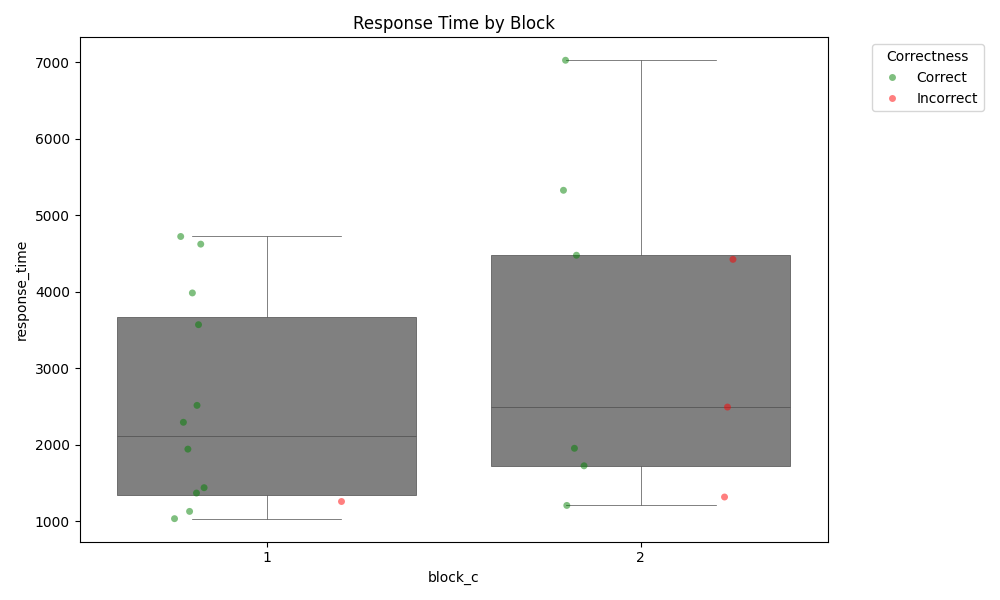 Response Time by Block
Correctness
Correct
Incorrect
7000
6000
5000
4000
3000
2000
1000
response_time
1
2
block_c